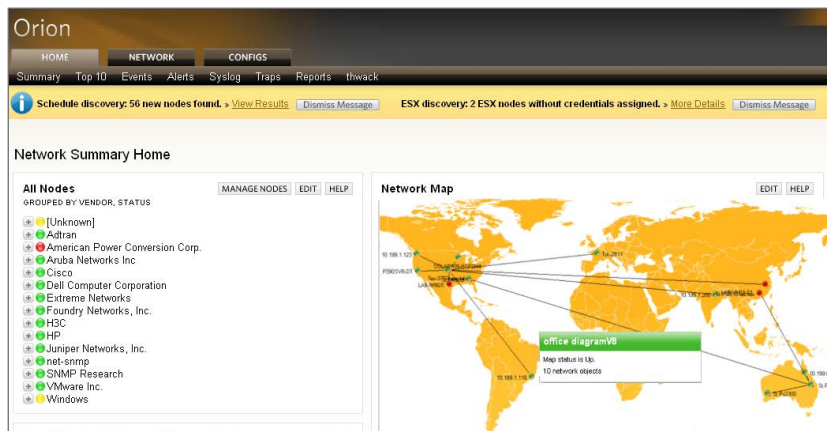 Orion
HOME NETWORK CONFIGS
Summary Top 10 Events Alerts Syslog Traps Reports thwack
Schedule discovery: 56 new nodes found. » View Results Dismiss Message ESX discovery: 2 ESX nodes without credentials assigned. » More Details Dismiss Message
Network Summary Home
All Nodes MANAGE NODES EDIT HELP
GROUPED BY VENDOR, STATUS
[Unknown]
Adtran
American Power Conversion Corp.
Aruba Networks Inc
Cisco
Dell Computer Corporation
Extreme Networks
Foundry Networks, Inc.
H3C
HP
Juniper Networks, Inc.
net-snmp
SNMP Research
VMware Inc.
Windows
Network Map EDIT HELP
10.199.1.123
office diagramV8
Map status is Up.
10 network objects